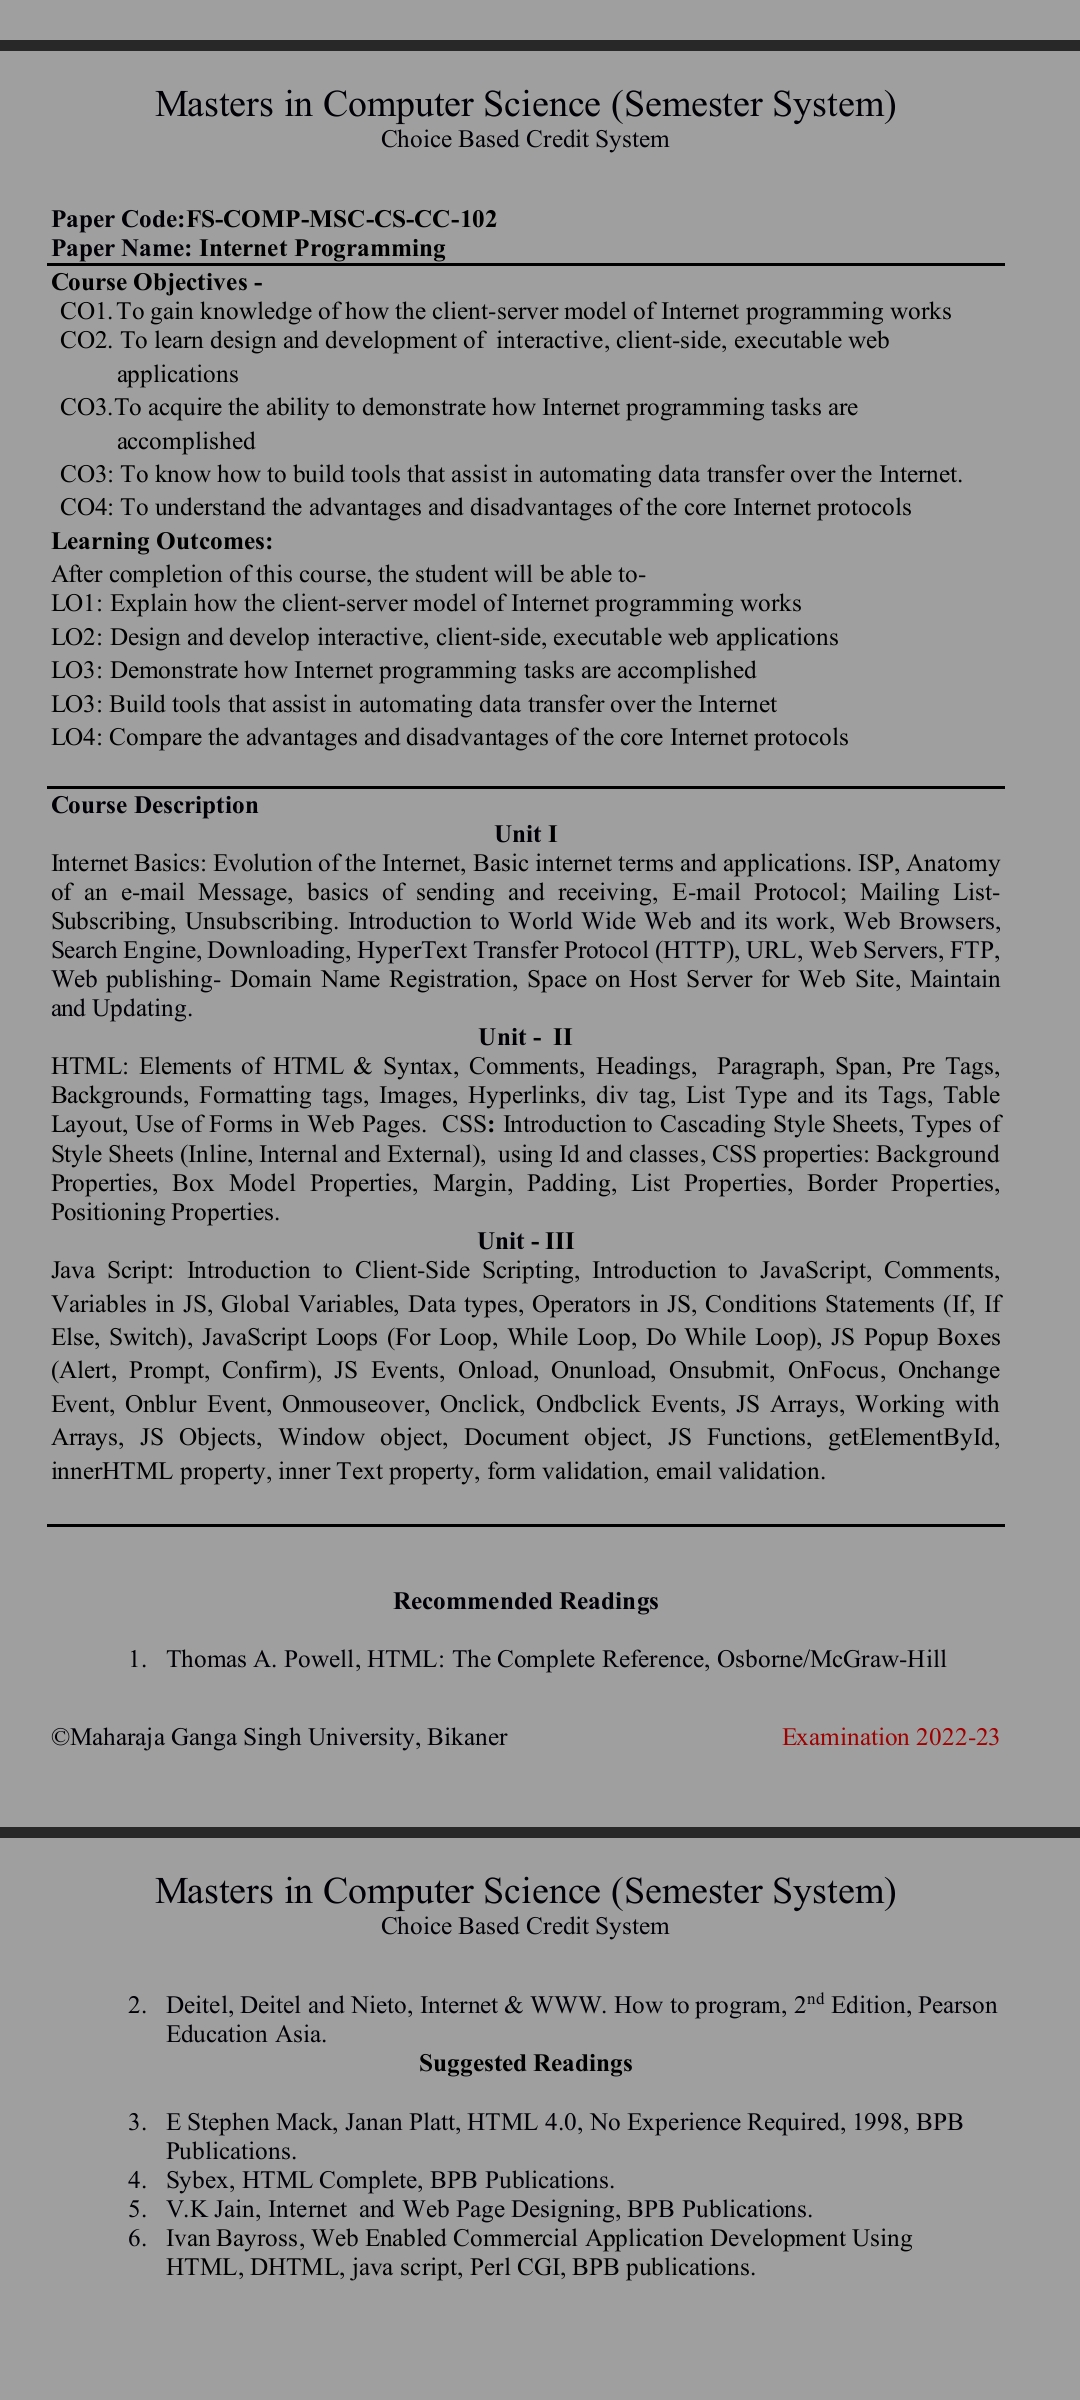 Masters in Computer Science (Semester System)
Choice Based Credit System
Paper Code:FS-COMP-MSC-CS-CC-102
Paper Name: Internet Programming
Course Objectives -
CO1. To gain knowledge of how the client-server model of Internet programming works
CO2. To learn design and development of interactive, client-side, executable web
applications
CO3.To acquire the ability to demonstrate how Internet programming tasks are
accomplished
CO3: To know how to build tools that assist in automating data transfer over the Internet.
CO4: To understand the advantages and disadvantages of the core Internet protocols
Learning Outcomes:
After completion of this course, the student will be able to-
LO1: Explain how the client-server model of Internet programming works
LO2: Design and develop interactive, client-side, executable web applications
LO3: Demonstrate how Internet programming tasks are accomplished
LO3: Build tools that assist in automating data transfer over the Internet
LO4: Compare the advantages and disadvantages of the core Internet protocols
Course Description
Unit I
Internet Basics: Evolution of the Internet, Basic internet terms and applications. ISP, Anatomy
of an e-mail Message, basics of sending and receiving, E-mail Protocol; Mailing List-
Subscribing, Unsubscribing. Introduction to World Wide Web and its work, Web Browsers,
Search Engine, Downloading, HyperText Transfer Protocol (HTTP), URL, Web Servers, FTP,
Web publishing- Domain Name Registration, Space on Host Server for Web Site, Maintain
and Updating.
Unit - II
HTML: Elements of HTML & Syntax, Comments, Headings, Paragraph, Span, Pre Tags,
Backgrounds, Formatting tags, Images, Hyperlinks, div tag, List Type and its Tags, Table
Layout, Use of Forms in Web Pages. CSS: Introduction to Cascading Style Sheets, Types of
Style Sheets (Inline, Internal and External), using Id and classes, CSS properties: Background
Properties, Box Model Properties, Margin, Padding, List Properties, Border Properties,
Positioning Properties.
Unit - III
Java Script: Introduction to Client-Side Scripting, Introduction to JavaScript, Comments,
Variables in JS, Global Variables, Data types, Operators in JS, Conditions Statements (If, If
Else, Switch), JavaScript Loops (For Loop, While Loop, Do While Loop), JS Popup Boxes
(Alert, Prompt, Confirm), JS Events, Onload, Onunload, Onsubmit, OnFocus, Onchange
Event, Onblur Event, Onmouseover, Onclick, Ondbclick Events, JS Arrays, Working with
Arrays, JS Objects, Window object, Document object, JS Functions, getElementById,
innerHTML property, inner Text property, form validation, email validation.
Recommended Readings
1. Thomas A. Powell, HTML: The Complete Reference, Osborne/McGraw-Hill
©Maharaja Ganga Singh University, Bikaner Examination 2022-23
Masters in Computer Science (Semester System)
Choice Based Credit System
2. Deitel, Deitel and Nieto, Internet & WWW. How to program, 2nd Edition, Pearson
Education Asia.
Suggested Readings
3. E Stephen Mack, Janan Platt, HTML 4.0, No Experience Required, 1998, BPB
Publications.
4. Sybex, HTML Complete, BPB Publications.
5. V.K Jain, Internet and Web Page Designing, BPB Publications.
6. Ivan Bayross, Web Enabled Commercial Application Development Using
HTML, DHTML, java script, Perl CGI, BPB publications.